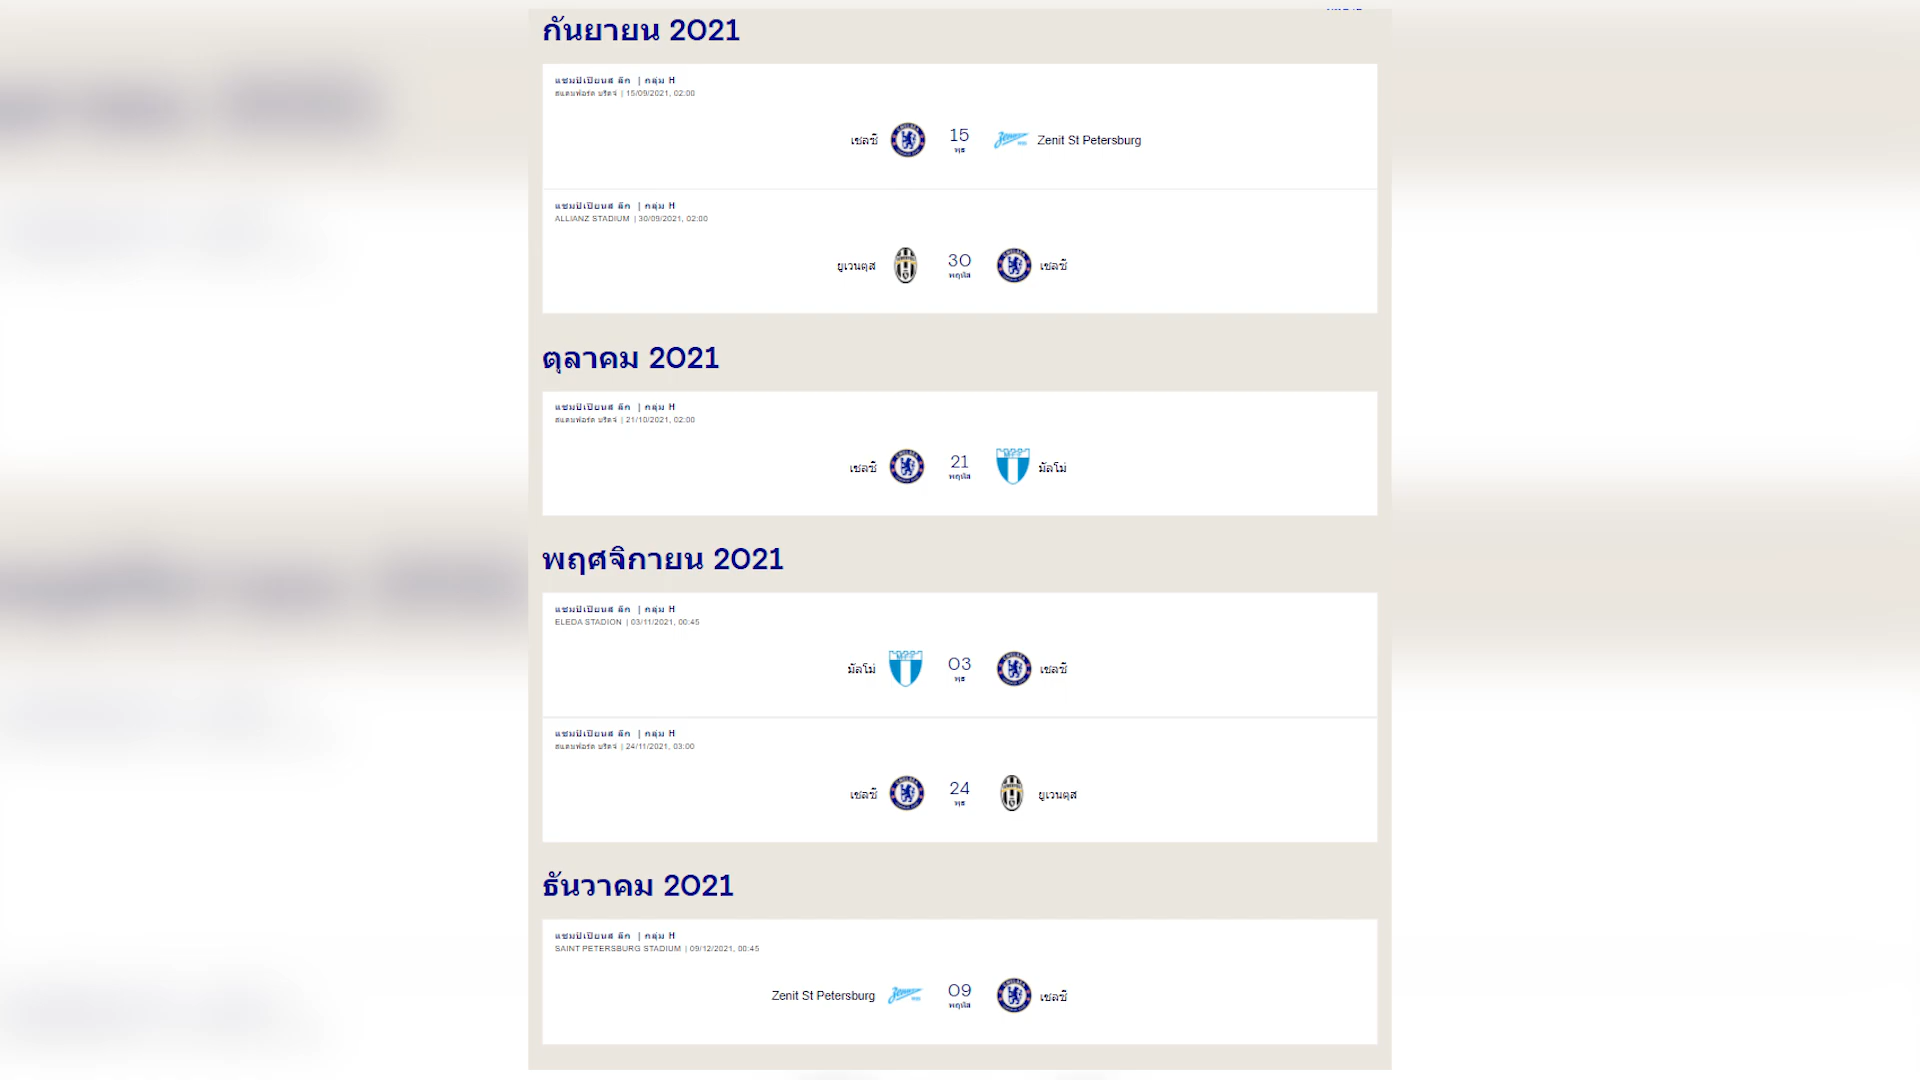 กันยายน 2021
แชมป์เปียนส์ ลีก | กลุ่ม H
สแตมฟอร์ด บริดจ์ | 15/09/2021, 02:00
เชลซี 15 Zenit St Petersburg
พุธ
แชมป์เปียนส์ ลีก | กลุ่ม H
ALLIANZ STADIUM | 30/09/2021, 02:00
ยูเวนตุส 30 เชลซี
พฤหัส
ตุลาคม 2021
แชมป์เปียนส์ ลีก | กลุ่ม H
สแตมฟอร์ด บริดจ์ | 21/10/2021, 02:00
เชลซี 21 มัลโม่
พฤหัส
พฤศจิกายน 2021
แชมป์เปียนส์ ลีก | กลุ่ม H
ELEDA STADION | 03/11/2021, 00:45
มัลโม่ 03 เชลซี
พุธ
แชมป์เปียนส์ ลีก | กลุ่ม H
สแตมฟอร์ด บริดจ์ | 24/11/2021, 03:00
เชลซี 24 ยูเวนตุส
พุธ
ธันวาคม 2021
แชมป์เปียนส์ ลีก | กลุ่ม H
SAINT PETERSBURG STADIUM | 09/12/2021, 00:45
Zenit St Petersburg 09 เชลซี
พฤหัส